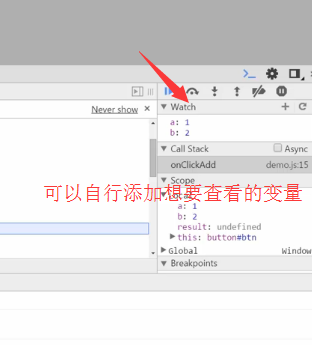 Never show ×
Watch
a: 1
b: 2
Call Stack Async
onClickAdd demo.js:15
Scope
可以自行添加想要查看的变量
a: 1
b: 2
result: undefined
this: button#btn
Global Window
Breakpoints